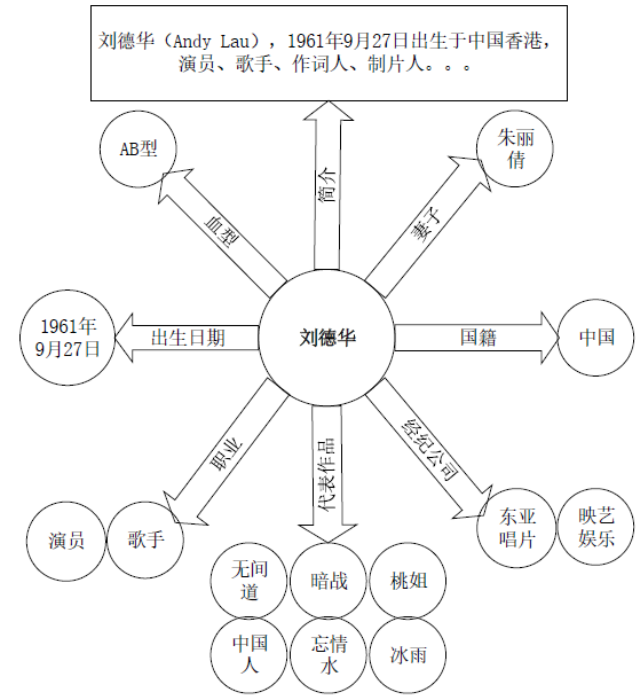 刘德华（Andy Lau），1961年9月27日出生于中国香港，
演员、歌手、作词人、制片人。。。
AB型
朱丽
倩
简介
血型
妻子
1961年
9月27日
出生日期
刘德华
国籍
中国
职业
代表作品
经纪公司
演员
歌手
东亚
唱片
映艺
娱乐
无间
道
暗战
桃姐
中国
人
忘情
水
冰雨